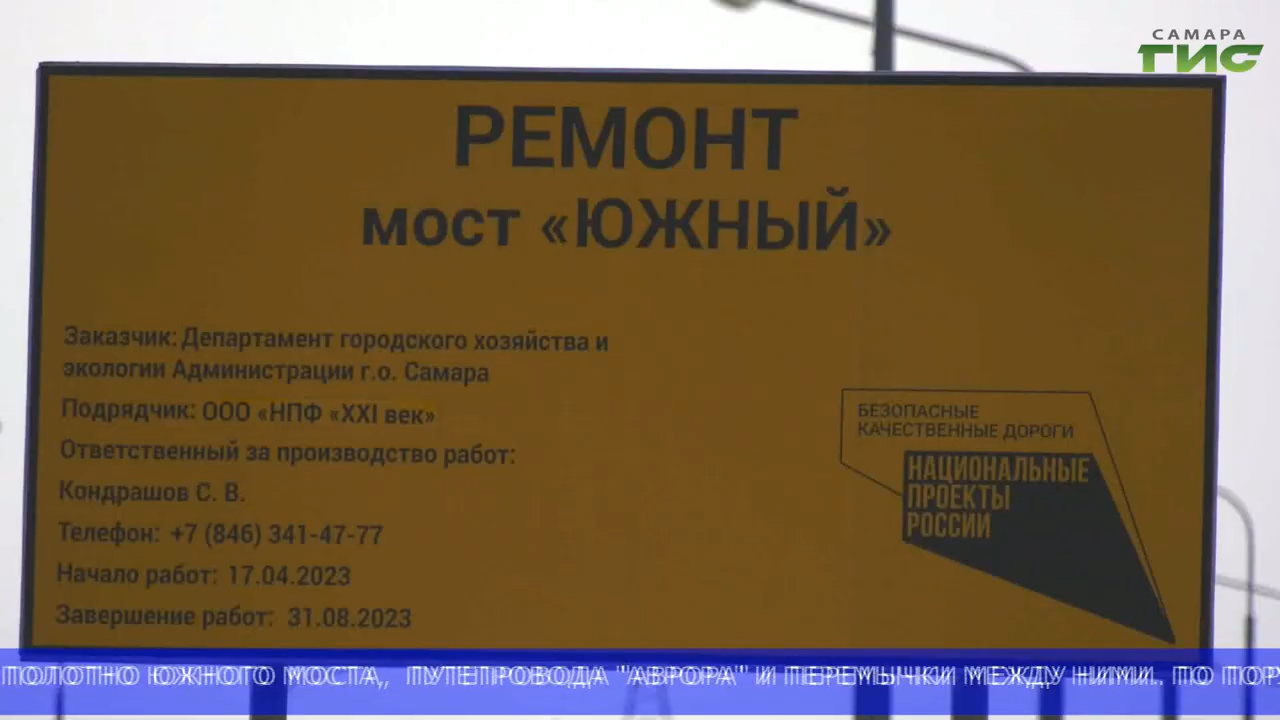 САМАРА
ГИС
РЕМОНТ
мост «ЮЖНЫЙ»
Заказчик: Департамент городского хозяйства и
экологии Администрации г.о. Самара
Подрядчик: ООО «НПФ «XXI век»
Ответственный за производство работ:
Кондрашов С. В.
Телефон: +7 (846) 341-47-77
Начало работ: 17.04.2023
Завершение работ: 31.08.2023
БЕЗОПАСНЫЕ
КАЧЕСТВЕННЫЕ ДОРОГИ
НАЦИОНАЛЬНЫЕ
ПРОЕКТЫ
РОССИИ
ПОЛОТНО ЮЖНОГО МОСТА, ПУТЕПРОВОДА "АВРОРА" И ПЕРЕМЫЧКИ МЕЖДУ НИМИ. ПО